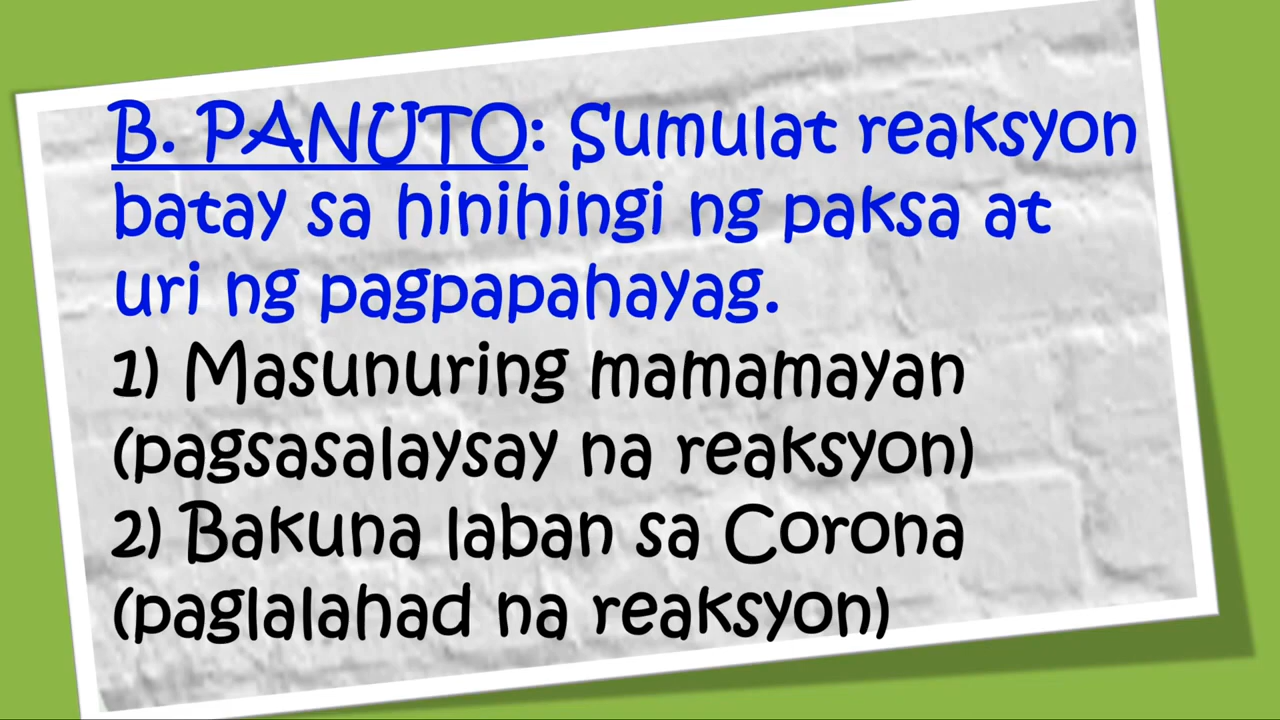 B. PANUTO: Sumulat reaksyon
batay sa hinihingi ng paksa at
uri ng pagpapahayag.
1) Masunuring mamamayan
(pagsasalaysay na reaksyon)
2) Bakuna laban sa Corona
(paglalahad na reaksyon)